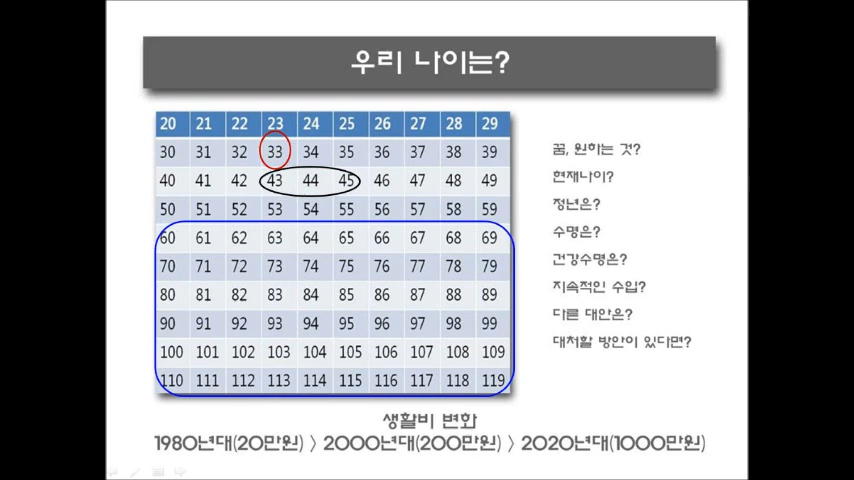 우리 나이는?
20 21 22 23 24 25 26 27 28 29
30 31 32 33 34 35 36 37 38 39
40 41 42 43 44 45 46 47 48 49
50 51 52 53 54 55 56 57 58 59
60 61 62 63 64 65 66 67 68 69
70 71 72 73 74 75 76 77 78 79
80 81 82 83 84 85 86 87 88 89
90 91 92 93 94 95 96 97 98 99
100 101 102 103 104 105 106 107 108 109
110 111 112 113 114 115 116 117 118 119
꿈, 원하는 것?
현재나이?
정년은?
수명은?
건강수명은?
지속적인 수입?
다른 대안은?
대처할 방안이 있다면?
생활비 변화
1980년대(20만원) > 2000년대(200만원) > 2020년대(1000만원)